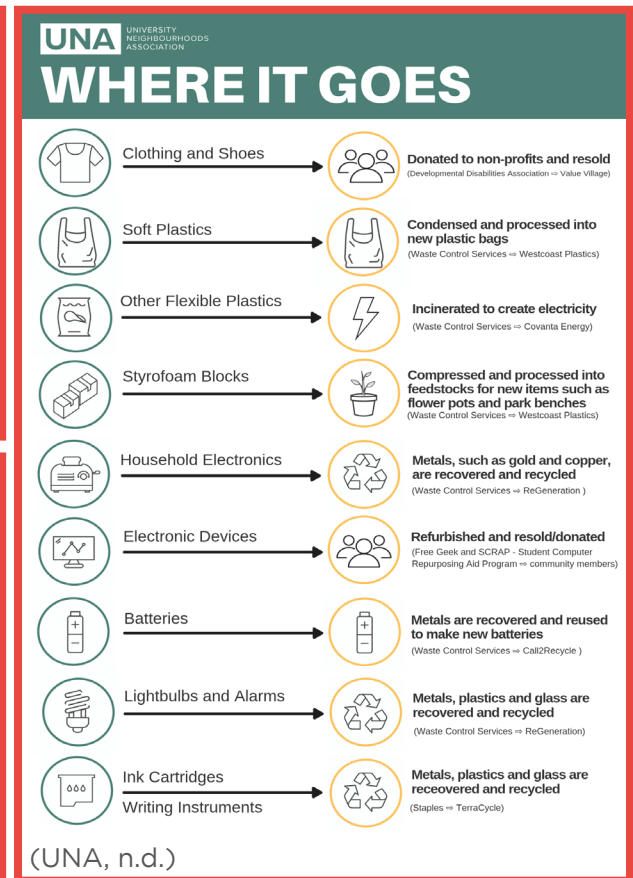 UNA
UNIVERSITY
NEIGHBOURHOODS
ASSOCIATION
WHERE IT GOES
Clothing and Shoes
Donated to non-profits and resold
(Developmental Disabilities Association ⇨ Value Village)
Soft Plastics
Condensed and processed into
new plastic bags
(Waste Control Services ⇨ Westcoast Plastics)
Other Flexible Plastics
Incinerated to create electricity
(Waste Control Services ⇨ Covanta Energy)
Styrofoam Blocks
Compressed and processed into
feedstocks for new items such as
flower pots and park benches
(Waste Control Services ⇨ Westcoast Plastics)
Household Electronics
Metals, such as gold and copper,
are recovered and recycled
(Waste Control Services ⇨ ReGeneration )
Electronic Devices
Refurbished and resold/donated
(Free Geek and SCRAP - Student Computer
Repurposing Aid Program ⇨ community members)
Batteries
Metals are recovered and reused
to make new batteries
(Waste Control Services ⇨ Call2Recycle )
Lightbulbs and Alarms
Metals, plastics and glass are
recovered and recycled
(Waste Control Services ⇨ ReGeneration)
Ink Cartridges
Writing Instruments
Metals, plastics and glass are
receovered and recycled
(Staples ⇨ TerraCycle)
(UNA, n.d.)